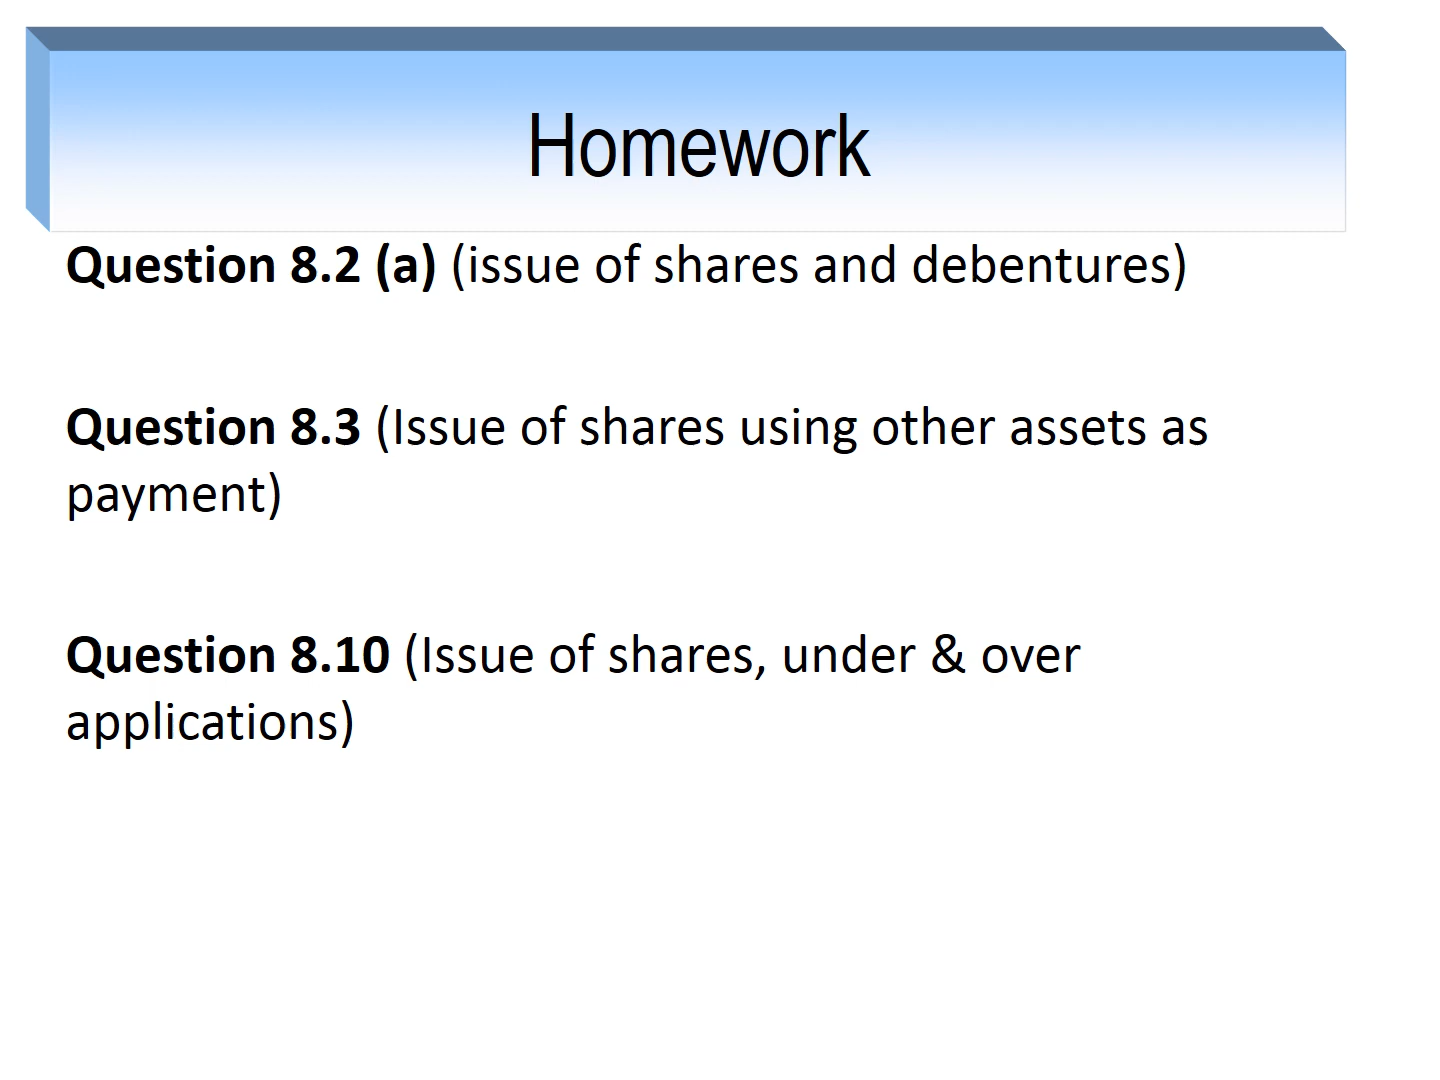 Homework
Question 8.2 (a) (issue of shares and debentures)
Question 8.3 (Issue of shares using other assets as
payment)
Question 8.10 (Issue of shares, under & over
applications)